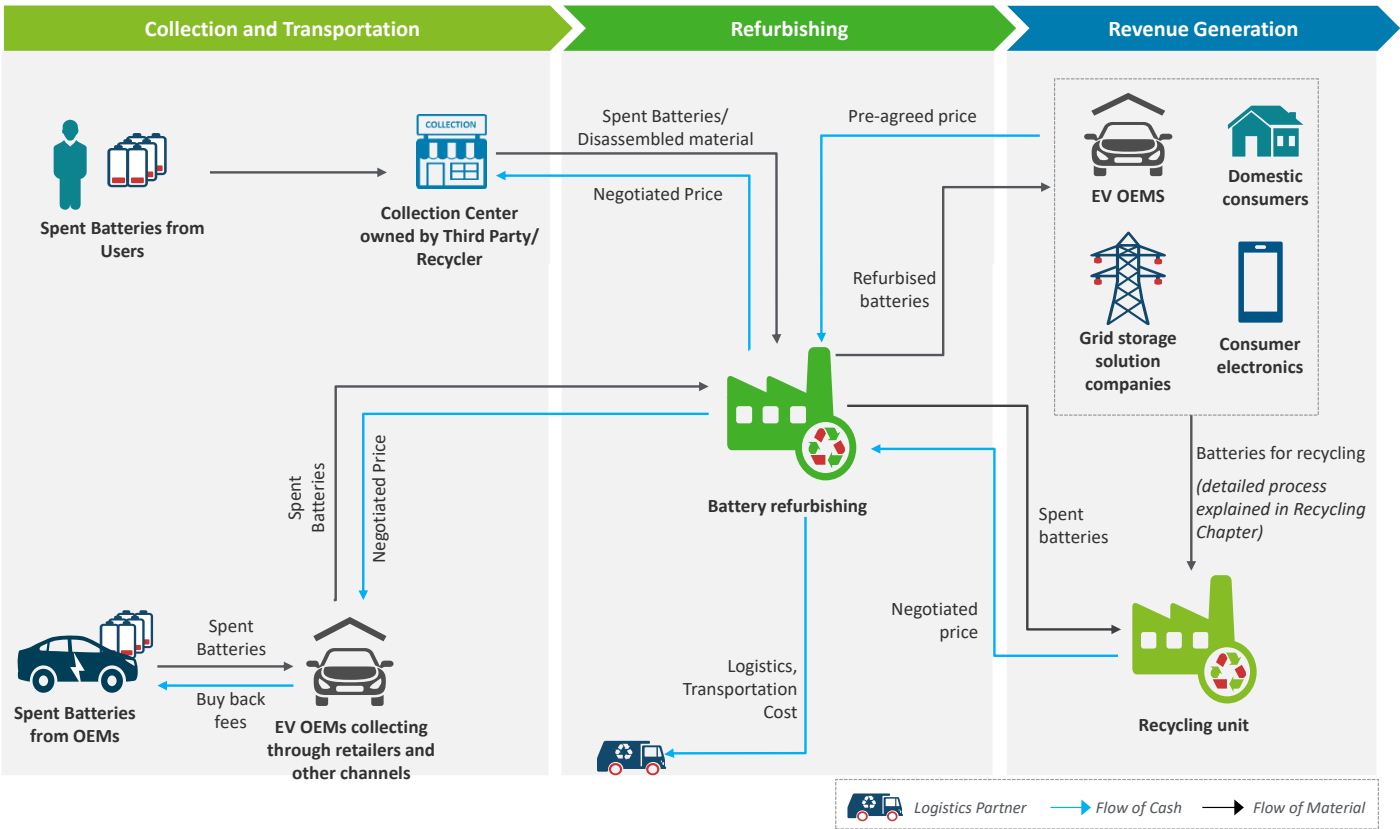 Collection and Transportation
Refurbishing
Revenue Generation
COLLECTION
Spent Batteries from
Users
Collection Center
owned by Third Party/
Recycler
Spent Batteries/
Disassembled material
Negotiated Price
Pre-agreed price
EV OEMS
Domestic
consumers
Refurbised
batteries
Grid storage
solution
companies
Consumer
electronics
Spent
Batteries
Negotiated Price
Battery refurbishing
Batteries for recycling
(detailed process
explained in Recycling
Chapter)
Spent
batteries
Negotiated
price
Spent
Batteries
Buy back
fees
Spent Batteries
from OEMs
EV OEMs collecting
through retailers and
other channels
Logistics,
Transportation
Cost
Recycling unit
Logistics Partner
Flow of Cash
Flow of Material